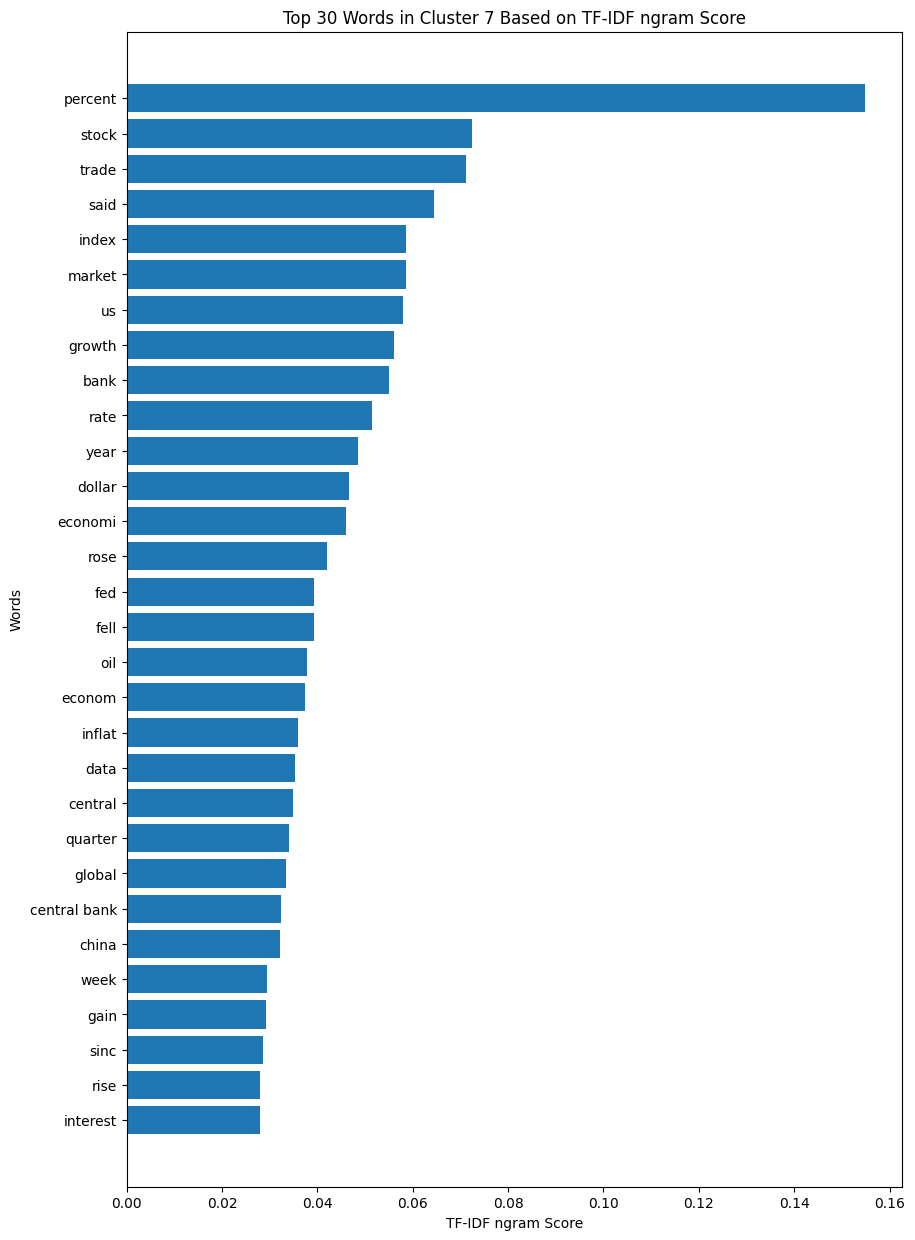 Top 30 Words in Cluster 7 Based on TF-IDF ngram Score
percent
stock
trade
said
index
market
us
growth
bank
rate
year
dollar
economi
rose
fed
fell
oil
econom
inflat
data
central
quarter
global
central bank
china
week
gain
sinc
rise
interest
Words
0.00 0.02 0.04 0.06 0.08 0.10 0.12 0.14 0.16
TF-IDF ngram Score